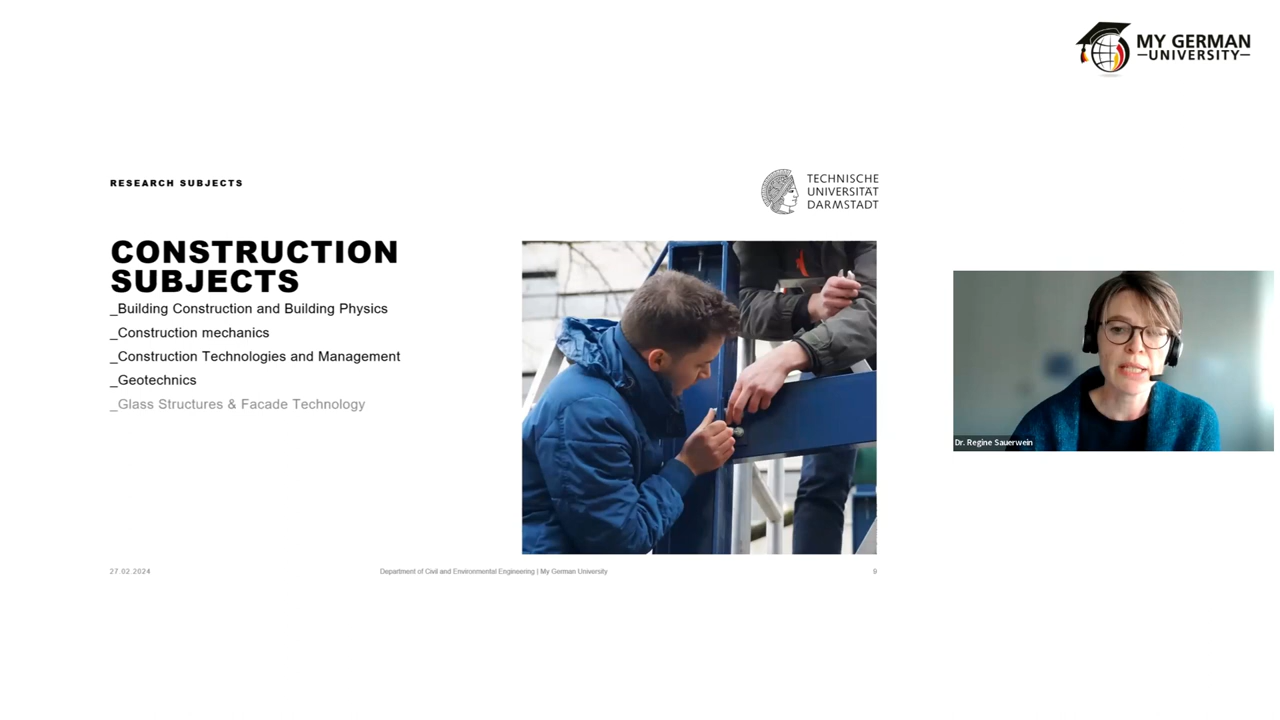 MY GERMAN
UNIVERSITY
RESEARCH SUBJECTS
TECHNISCHE
UNIVERSITÄT
DARMSTADT
CONSTRUCTION
SUBJECTS
_Building Construction and Building Physics
_Construction mechanics
_Construction Technologies and Management
_Geotechnics
_Glass Structures & Facade Technology
Dr. Regine Sauerwein
27.02.2024
Department of Civil and Environmental Engineering | My German University